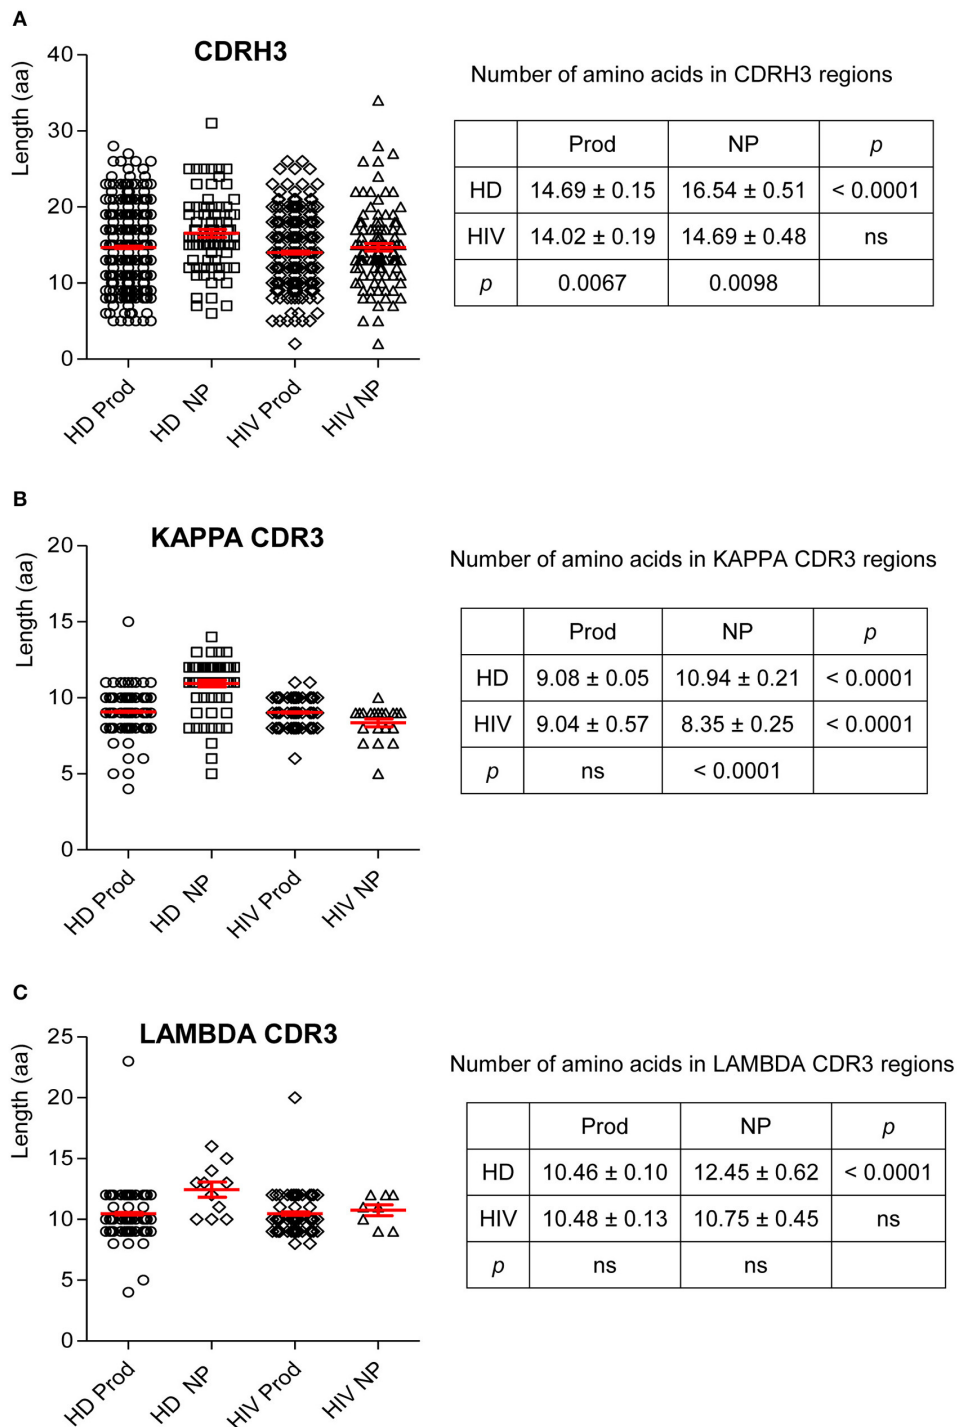 A
CDRH3
Length (aa)
40
30
20
10
0
HD Prod
HD NP
HIV Prod
HIV NP
Number of amino acids in CDRH3 regions
Prod NP p
HD 14.69 ± 0.15 16.54 ± 0.51 < 0.0001
HIV 14.02 ± 0.19 14.69 ± 0.48 ns
p 0.0067 0.0098
B
KAPPA CDR3
Length (aa)
20
15
10
5
0
HD Prod
HD NP
HIV Prod
HIV NP
Number of amino acids in KAPPA CDR3 regions
Prod NP p
HD 9.08 ± 0.05 10.94 ± 0.21 < 0.0001
HIV 9.04 ± 0.57 8.35 ± 0.25 < 0.0001
p ns < 0.0001
C
LAMBDA CDR3
Length (aa)
25
20
15
10
5
0
HD Prod
HD NP
HIV Prod
HIV NP
Number of amino acids in LAMBDA CDR3 regions
Prod NP p
HD 10.46 ± 0.10 12.45 ± 0.62 < 0.0001
HIV 10.48 ± 0.13 10.75 ± 0.45 ns
p ns ns